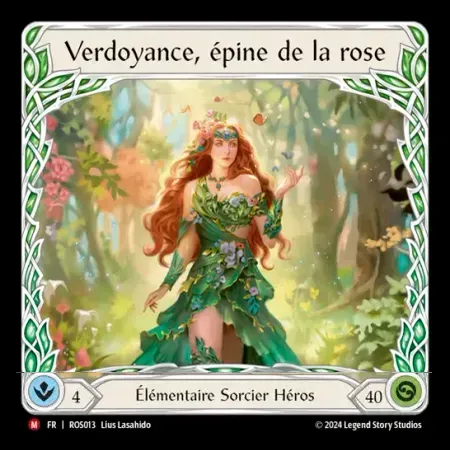 Verdoyance, épine de la rose
4 Élémentaire Sorcier Héros 40
M FR | ROS013 Lius Lasahido © 2024 Legend Story Studios